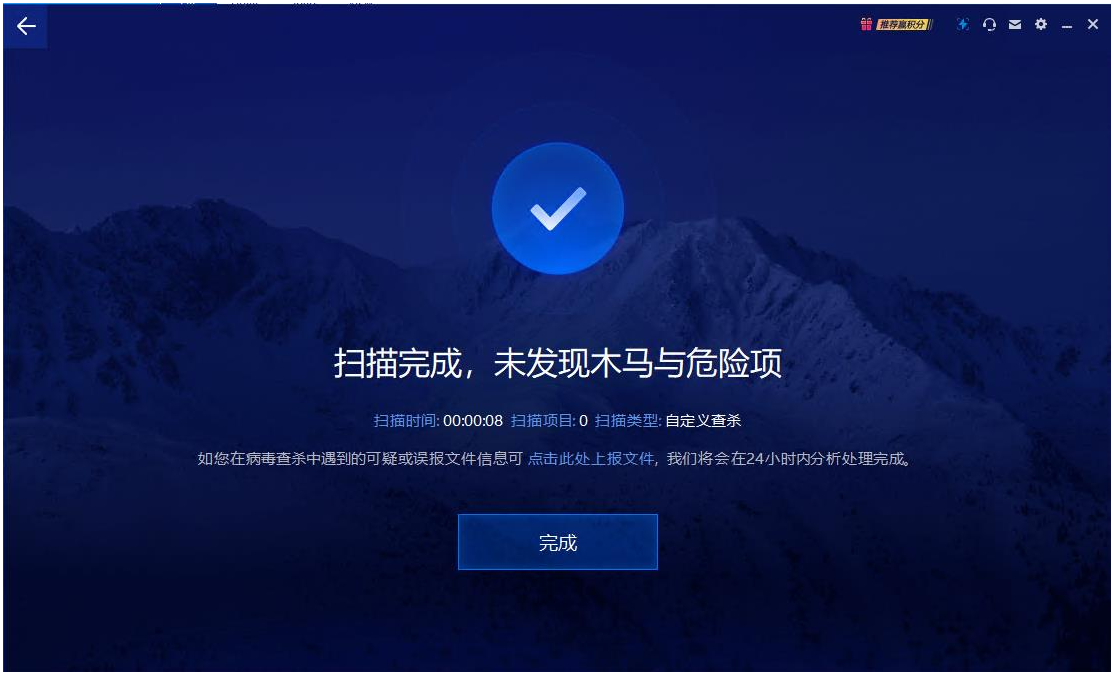 推荐赢积分
扫描完成，未发现木马与危险项
扫描时间: 00:00:08 扫描项目: 0 扫描类型: 自定义查杀
如您在病毒查杀中遇到的可疑或误报文件信息可 点击此处上报文件, 我们将会在24小时内分析处理完成。
完成